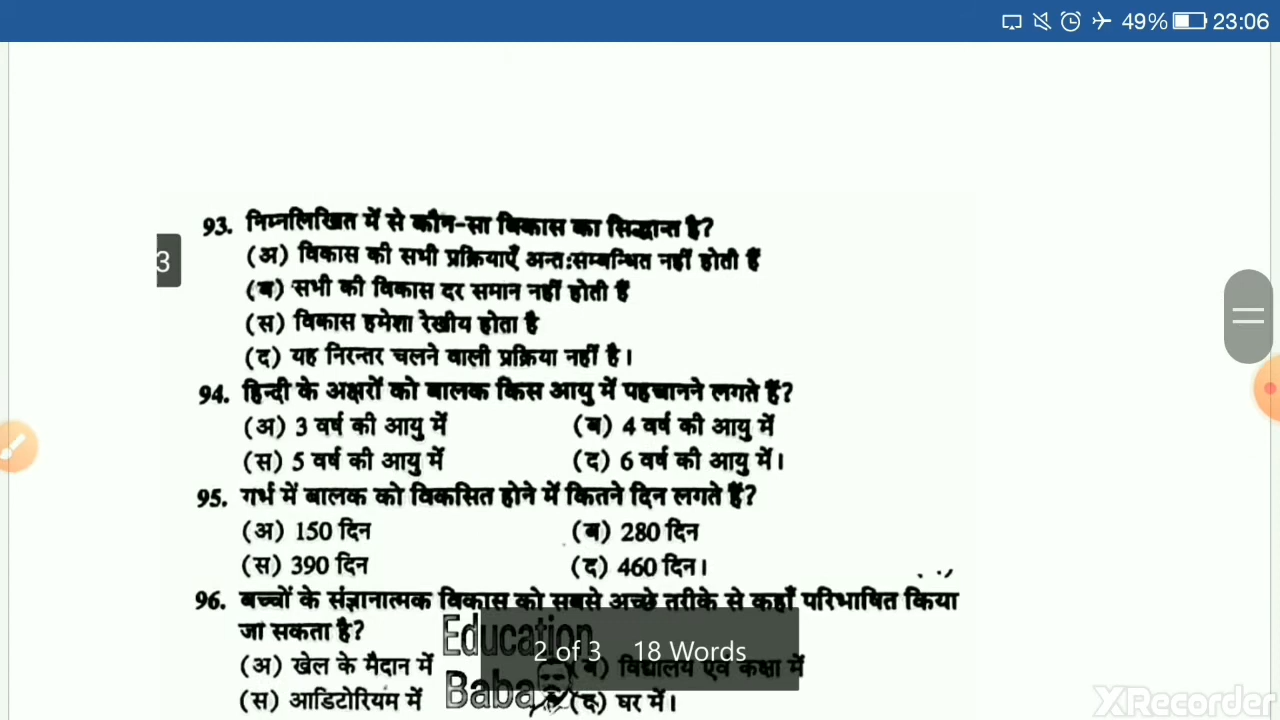 49% 23:06
93. निम्नलिखित में से कौन-सा विकास का सिद्धान्त है?
3
(अ) विकास की सभी प्रक्रियाएँ अन्त:सम्बन्धित नहीं होती हैं
(ब) सभी की विकास दर समान नहीं होती हैं
(स) विकास हमेशा रेखीय होता है
(द) यह निरन्तर चलने वाली प्रक्रिया नहीं है।
94. हिन्दी के अक्षरों को बालक किस आयु में पहचानने लगते हैं?
(अ) 3 वर्ष की आयु में (ब) 4 वर्ष की आयु में
(स) 5 वर्ष की आयु में (द) 6 वर्ष की आयु में।
95. गर्भ में बालक को विकसित होने में कितने दिन लगते हैं?
(अ) 150 दिन (ब) 280 दिन
(स) 390 दिन (द) 460 दिन।
96. बच्चों के संज्ञानात्मक विकास को सबसे अच्छे तरीके से कहाँ परिभाषित किया
जा सकता है?
Education
2 of 3 18 Words
(अ) खेल के मैदान में (ब) विद्यालय एवं कक्षा में
Baba
(स) आडिटोरियम में (द) घर में।
XRecorder